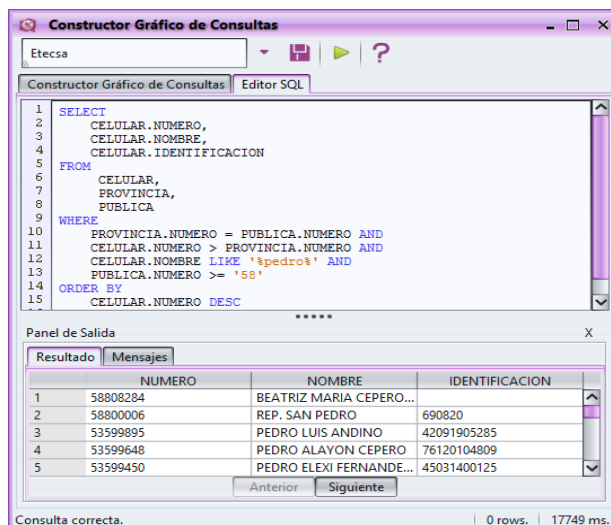 Constructor Gráfico de Consultas
Etecsa
Constructor Gráfico de Consultas Editor SQL
1 SELECT
2 CELULAR.NUMERO,
3 CELULAR.NOMBRE,
4 CELULAR.IDENTIFICACION
5 FROM
6 CELULAR,
7 PROVINCIA,
8 PUBLICA
9 WHERE
10 PROVINCIA.NUMERO = PUBLICA.NUMERO AND
11 CELULAR.NUMERO > PROVINCIA.NUMERO AND
12 CELULAR.NOMBRE LIKE '%pedro%' AND
13 PUBLICA.NUMERO >= '58'
14 ORDER BY
15 CELULAR.NUMERO DESC
Panel de Salida X
Resultado Mensajes
NUMERO NOMBRE IDENTIFICACION
1 58808284 BEATRIZ MARIA CEPERO...
2 58800006 REP. SAN PEDRO 690820
3 53599895 PEDRO LUIS ANDINO 42091905285
4 53599648 PEDRO ALAYON CEPERO 76120104809
5 53599450 PEDRO ELEXI FERNANDE... 45031400125
Anterior Siguiente
Consulta correcta. 0 rows. 17749 ms.